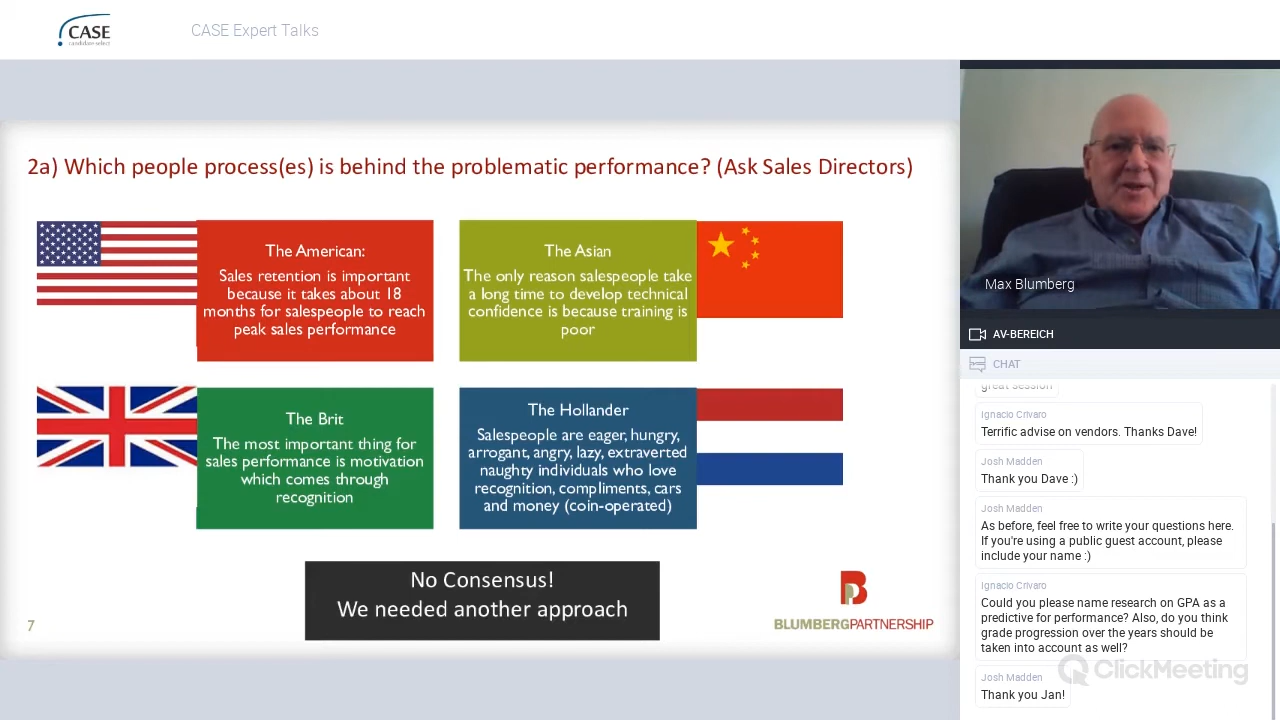 CASE
candidate-select
CASE Expert Talks
2a) Which people process(es) is behind the problematic performance? (Ask Sales Directors)
The American:
Sales retention is important
because it takes about 18
months for salespeople to reach
peak sales performance
The Asian
The only reason salespeople take
a long time to develop technical
confidence is because training is
poor
The Brit
The most important thing for
sales performance is motivation
which comes through
recognition
The Hollander
Salespeople are eager, hungry,
arrogant, angry, lazy, extraverted
naughty individuals who love
recognition, compliments, cars
and money (coin-operated)
No Consensus!
We needed another approach
7
BLUMBERGPARTNERSHIP
Max Blumberg
AV-BEREICH
CHAT
great session
Ignacio Crivaro
Terrific advise on vendors. Thanks Dave!
Josh Madden
Thank you Dave :)
Josh Madden
As before, feel free to write your questions here.
If you're using a public guest account, please
include your name :)
Ignacio Crivaro
Could you please name research on GPA as a
predictive for performance? Also, do you think
grade progression over the years should be
taken into account as well?
Josh Madden
Thank you Jan!
ClickMeeting